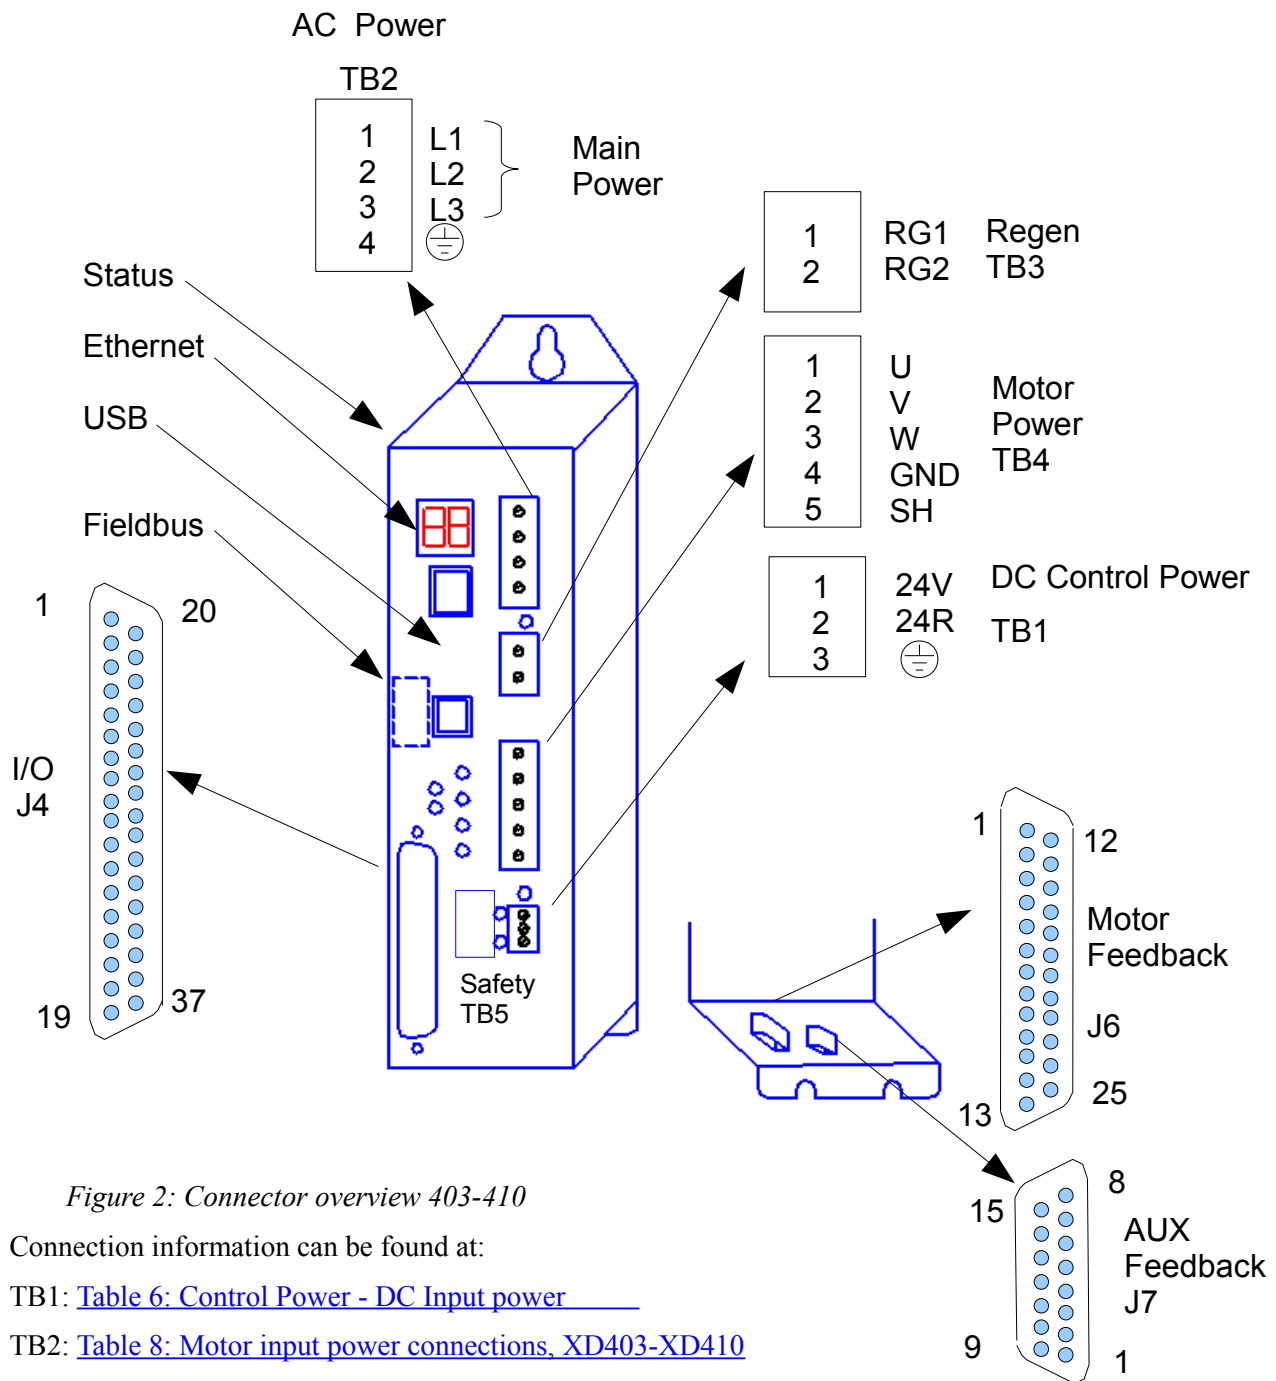 AC Power
TB2
1 L1
2 L2
3 L3
4
Main
Power
1 RG1
2 RG2
Regen
TB3
Status
Ethernet
USB
Fieldbus
1 U
2 V
3 W
4 GND
5 SH
Motor
Power
TB4
1 24V
2 24R
3
DC Control Power
TB1
1
20
I/O
J4
19
37
Safety
TB5
1
12
Motor
Feedback
J6
13
25
15
8
AUX
Feedback
J7
9
1
Figure 2: Connector overview 403-410
Connection information can be found at:
TB1: Table 6: Control Power - DC Input power
TB2: Table 8: Motor input power connections, XD403-XD410